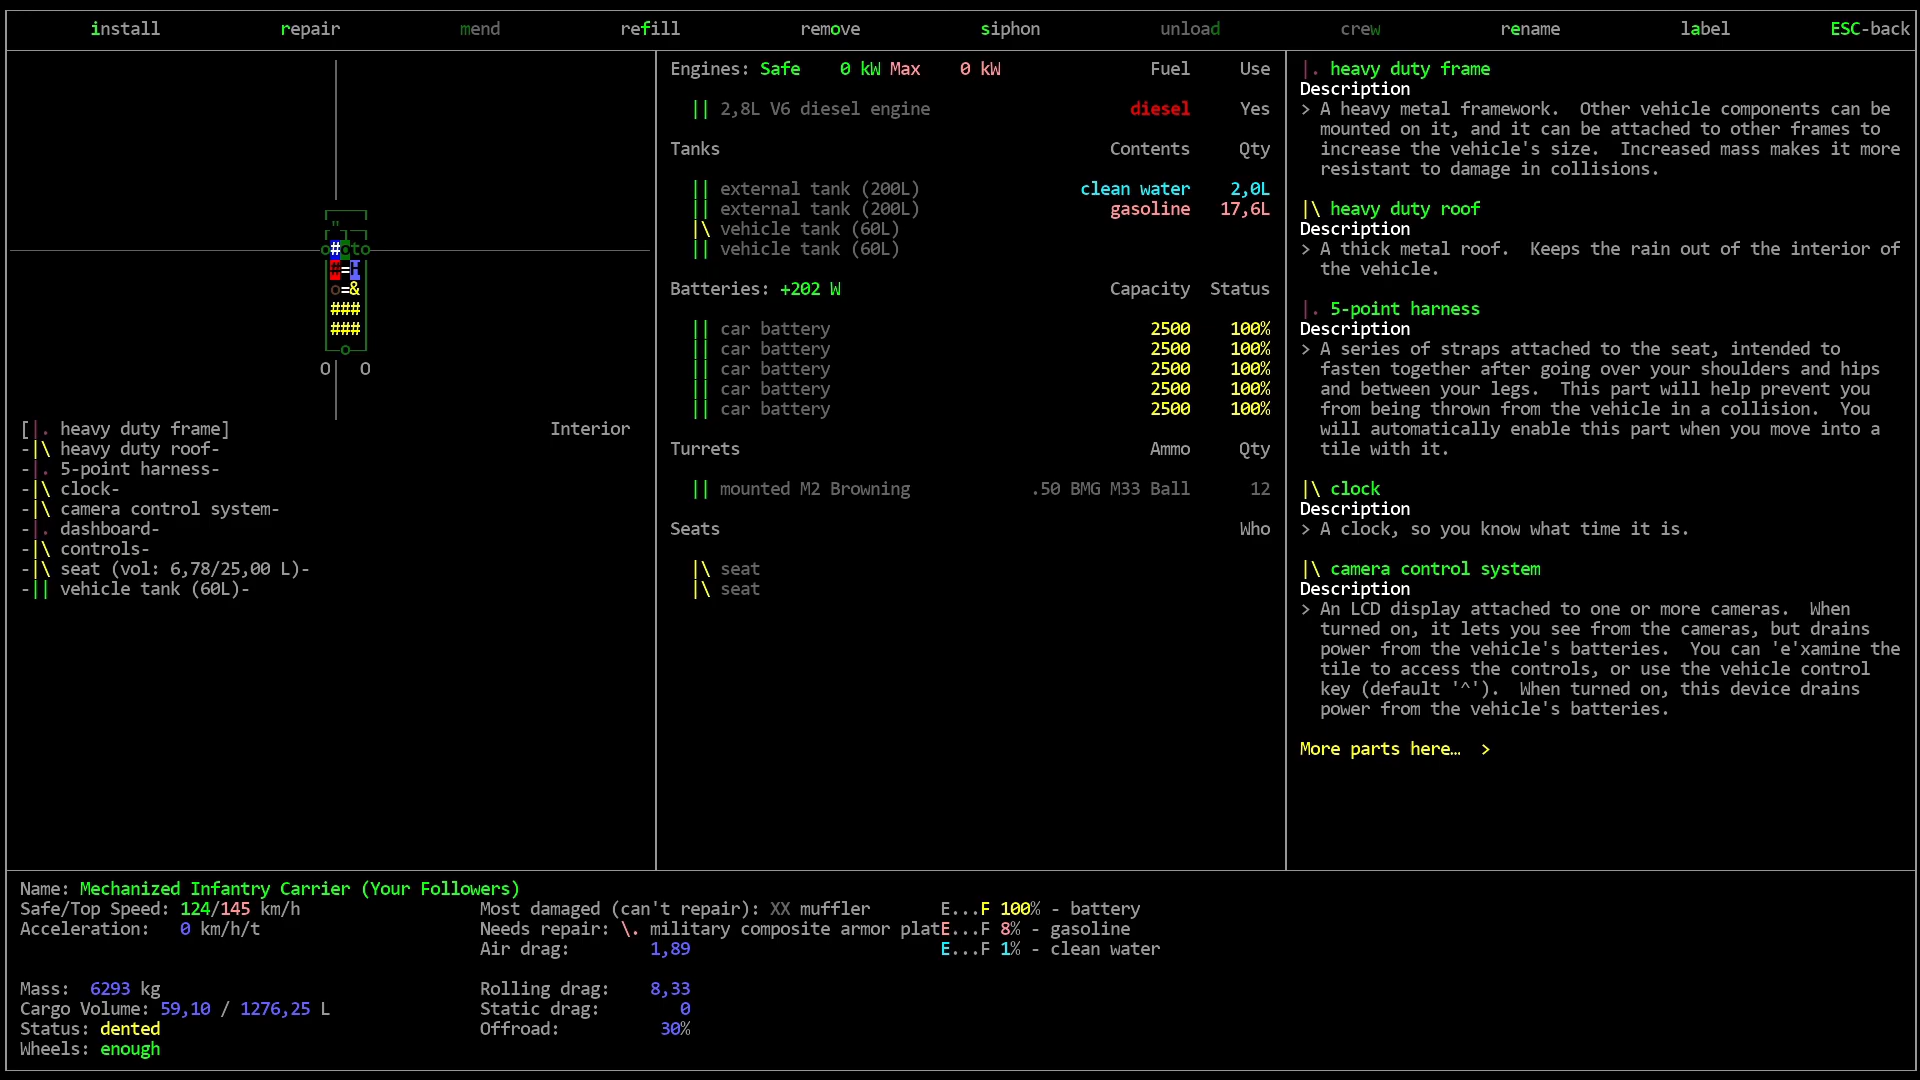 install repair mend refill remove siphon unload crew rename label ESC-back
Engines: Safe 0 kW Max 0 kW Fuel Use
|| 2,8L V6 diesel engine diesel Yes
Tanks Contents Qty
|| external tank (200L) clean water 2,0L
|| external tank (200L) gasoline 17,6L
|\ vehicle tank (60L)
|| vehicle tank (60L)
Batteries: +202 W Capacity Status
|| car battery 2500 100%
|| car battery 2500 100%
|| car battery 2500 100%
|| car battery 2500 100%
|| car battery 2500 100%
Turrets Ammo Qty
|| mounted M2 Browning .50 BMG M33 Ball 12
Seats Who
|\ seat
|\ seat
[|. heavy duty frame] Interior
-|\ heavy duty roof-
-|. 5-point harness-
-|\ clock-
-|\ camera control system-
-|. dashboard-
-|\ controls-
-|\ seat (vol: 6,78/25,00 L)-
-|| vehicle tank (60L)-
|. heavy duty frame
Description
> A heavy metal framework. Other vehicle components can be
mounted on it, and it can be attached to other frames to
increase the vehicle's size. Increased mass makes it more
resistant to damage in collisions.
|\ heavy duty roof
Description
> A thick metal roof. Keeps the rain out of the interior of
the vehicle.
|. 5-point harness
Description
> A series of straps attached to the seat, intended to
fasten together after going over your shoulders and hips
and between your legs. This part will help prevent you
from being thrown from the vehicle in a collision. You
will automatically enable this part when you move into a
tile with it.
|\ clock
Description
> A clock, so you know what time it is.
|\ camera control system
Description
> An LCD display attached to one or more cameras. When
turned on, it lets you see from the cameras, but drains
power from the vehicle's batteries. You can 'e'xamine the
tile to access the controls, or use the vehicle control
key (default '^'). When turned on, this device drains
power from the vehicle's batteries.
More parts here… >
Name: Mechanized Infantry Carrier (Your Followers)
Safe/Top Speed: 124/145 km/h
Acceleration: 0 km/h/t
Mass: 6293 kg
Cargo Volume: 59,10 / 1276,25 L
Status: dented
Wheels: enough
Most damaged (can't repair): XX muffler
Needs repair: \. military composite armor plat
Air drag: 1,89
Rolling drag: 8,33
Static drag: 0
Offroad: 30%
E...F 100% - battery
E...F 8% - gasoline
E...F 1% - clean water